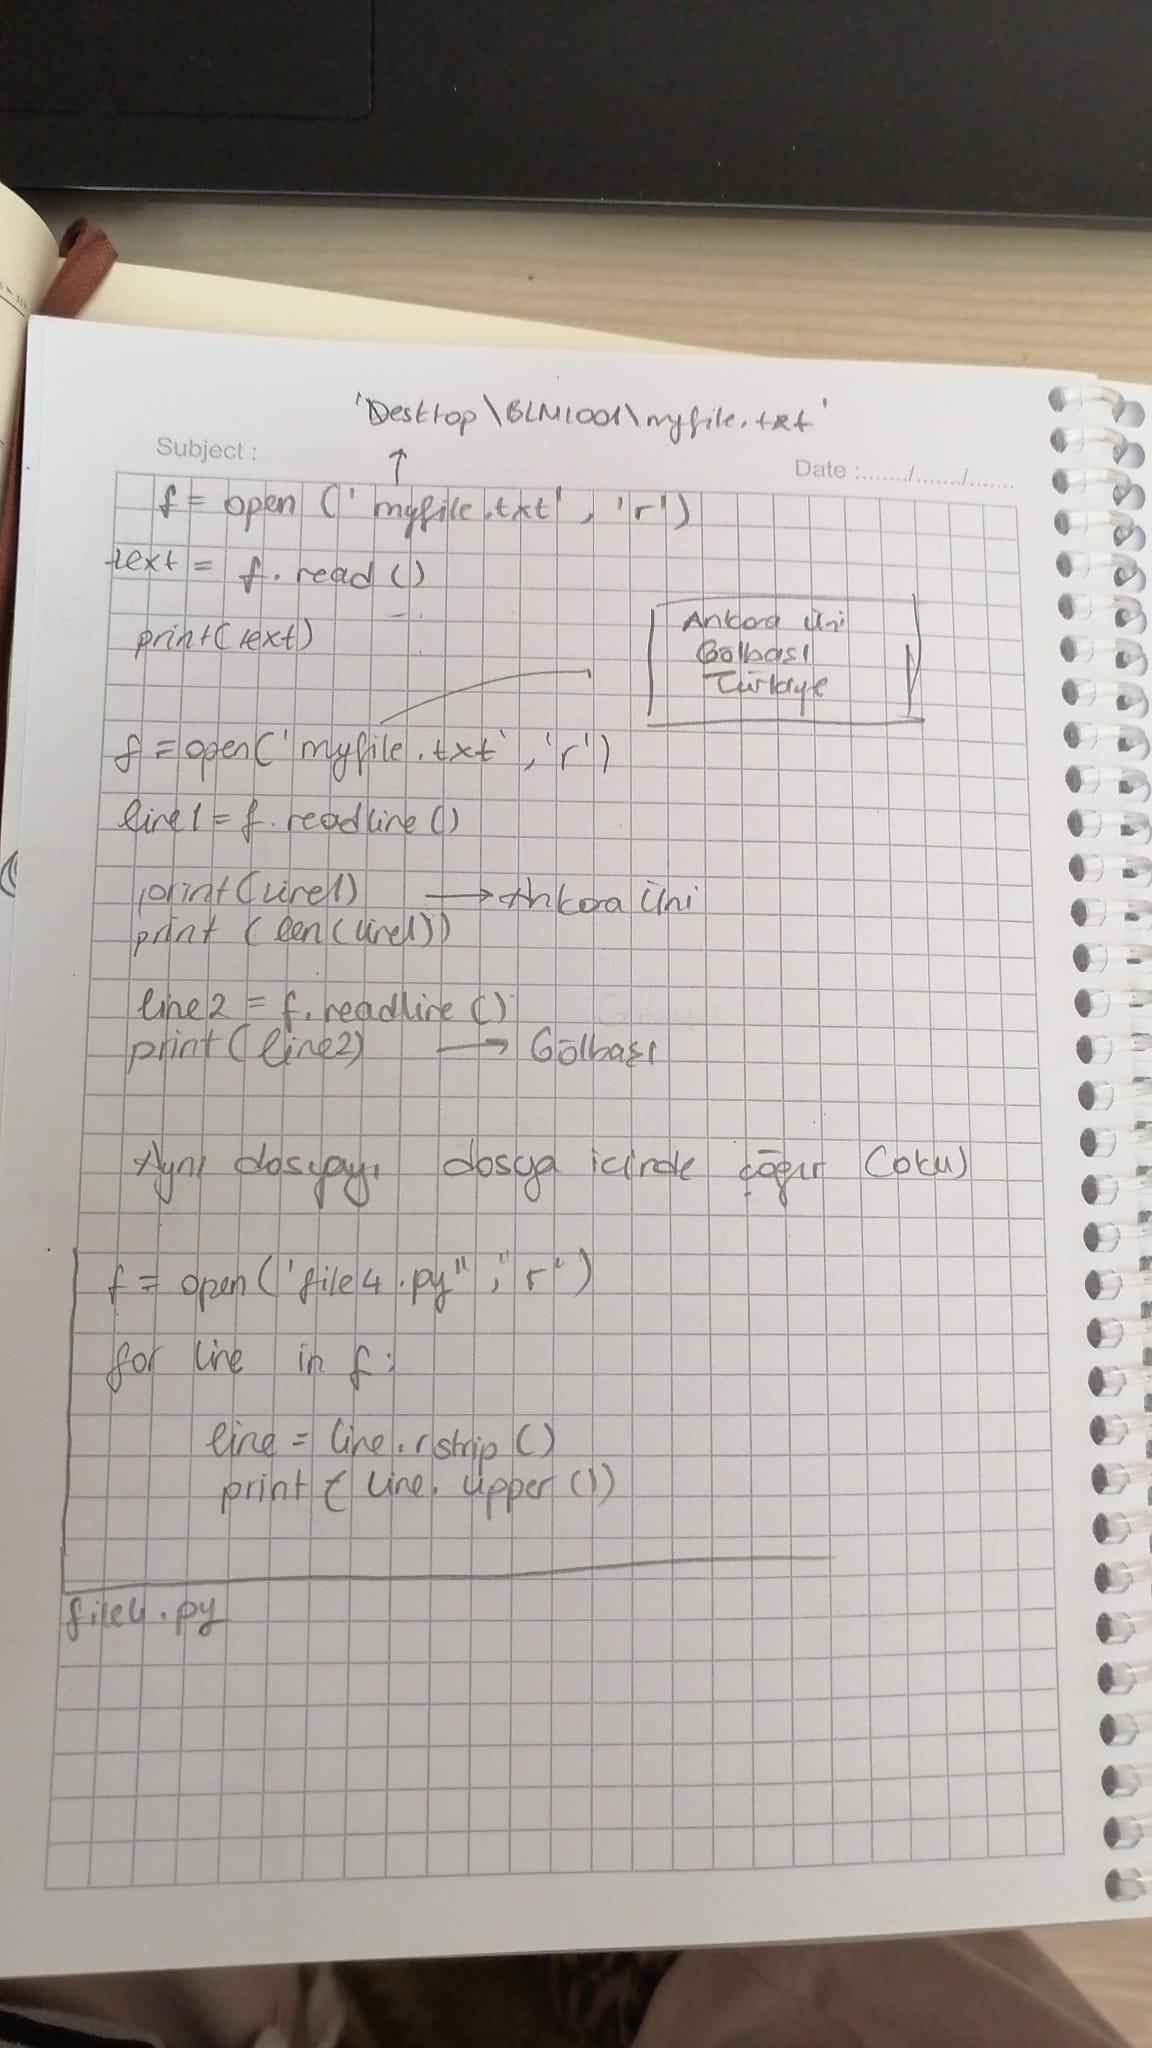 'Desktop\BLM1001\myfile.txt'
Subject :
Date :......../......../........
↑
f = open ('myfile.txt', 'r')
text = f.read ()
print(text)
Ankara Üni
Gölbası
Türkiye
f = open('myfile.txt', 'r')
line1 = f.readline ()
print(line1) → Ankara Üni
print (len(line1))
line2 = f.readline ()
print(line2) → Gölbaşı
Aynı dosyayı dosya icinde çağır (oku)
f = open('file4.py", "r")
for line in f:
line = line.rstrip ()
print ( line. upper ())
file4.py